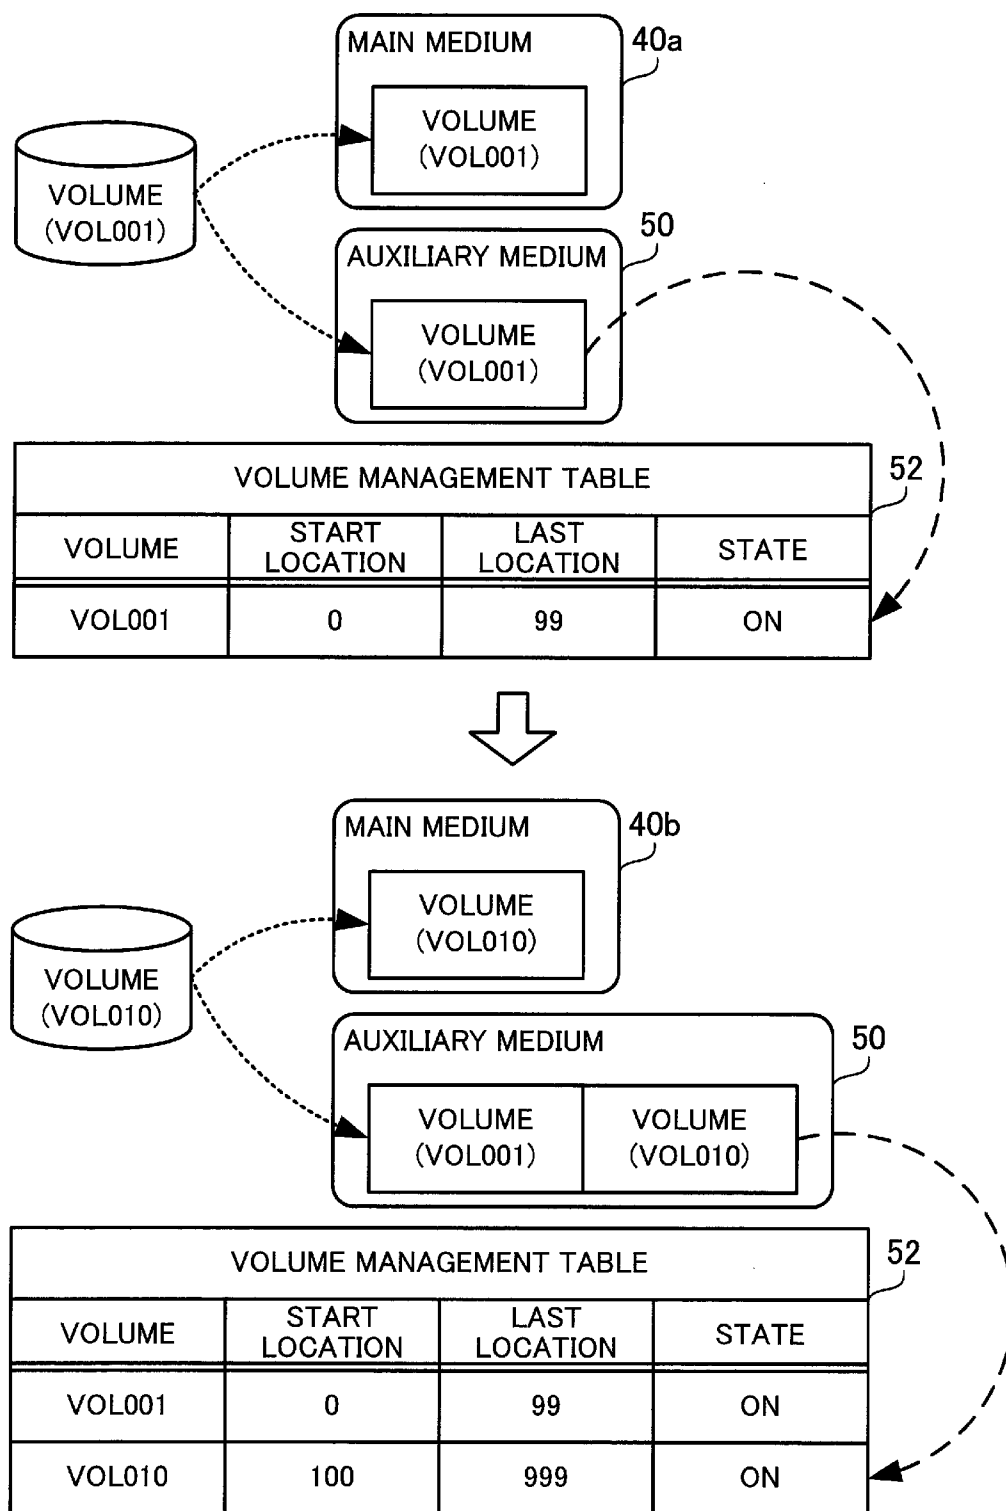 MAIN MEDIUM
40a
VOLUME
(VOL001)
VOLUME
(VOL001)
AUXILIARY MEDIUM
50
VOLUME
(VOL001)
VOLUME MANAGEMENT TABLE
52
VOLUME
START
LOCATION
LAST
LOCATION
STATE
VOL001
0
99
ON
MAIN MEDIUM
40b
VOLUME
(VOL010)
VOLUME
(VOL010)
AUXILIARY MEDIUM
50
VOLUME
(VOL001)
VOLUME
(VOL010)
VOLUME MANAGEMENT TABLE
52
VOLUME
START
LOCATION
LAST
LOCATION
STATE
VOL001
0
99
ON
VOL010
100
999
ON